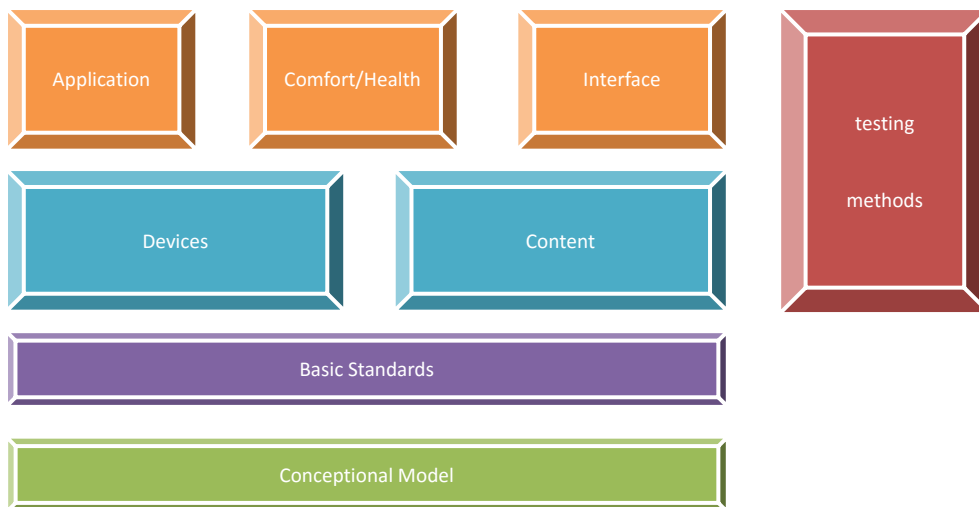 Application
Comfort/Health
Interface
testing
methods
Devices
Content
Basic Standards
Conceptional Model